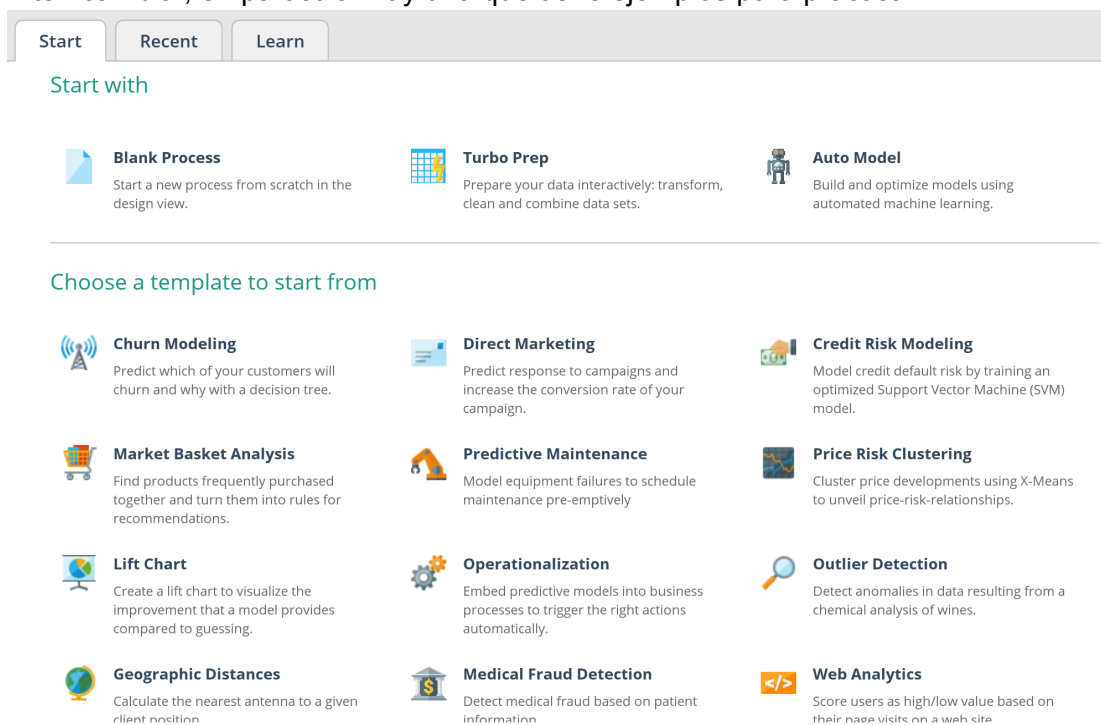 Start
Recent
Learn
Start with
Blank Process
Start a new process from scratch in the
design view.
Turbo Prep
Prepare your data interactively: transform,
clean and combine data sets.
Auto Model
Build and optimize models using
automated machine learning.
Choose a template to start from
Churn Modeling
Predict which of your customers will
churn and why with a decision tree.
Direct Marketing
Predict response to campaigns and
increase the conversion rate of your
campaign.
Credit Risk Modeling
Model credit default risk by training an
optimized Support Vector Machine (SVM)
model.
Market Basket Analysis
Find products frequently purchased
together and turn them into rules for
recommendations.
Predictive Maintenance
Model equipment failures to schedule
maintenance pre-emptively
Price Risk Clustering
Cluster price developments using X-Means
to unveil price-risk-relationships.
Lift Chart
Create a lift chart to visualize the
improvement that a model provides
compared to guessing.
Operationalization
Embed predictive models into business
processes to trigger the right actions
automatically.
Outlier Detection
Detect anomalies in data resulting from a
chemical analysis of wines.
Geographic Distances
Calculate the nearest antenna to a given
client position
Medical Fraud Detection
Detect medical fraud based on patient
information
Web Analytics
</>
Score users as high/low value based on
their page visits on a web site